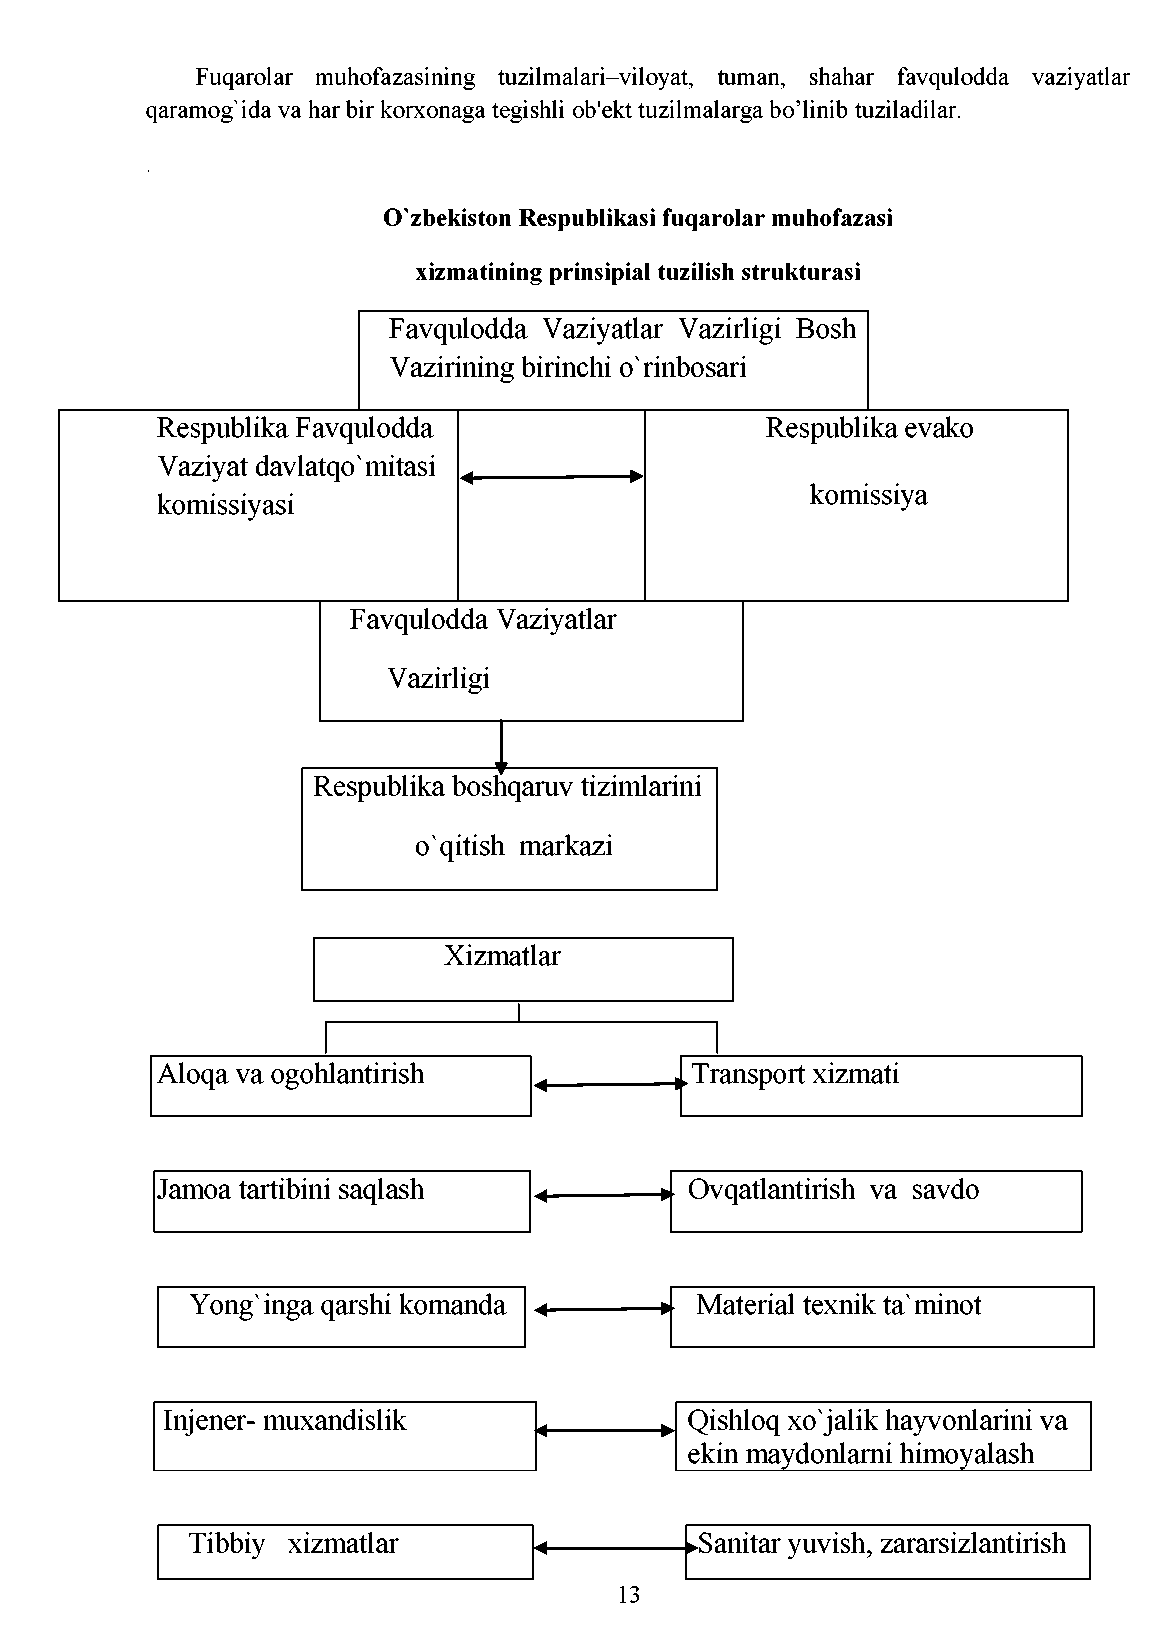 Fuqarolar muhofazasining tuzilmalari–viloyat, tuman, shahar favqulodda vaziyatlar
qaramog`ida va har bir korxonaga tegishli ob'ekt tuzilmalarga bo’linib tuziladilar.
.
O`zbekiston Respublikasi fuqarolar muhofazasi
xizmatining prinsipial tuzilish strukturasi
Favqulodda Vaziyatlar Vazirligi Bosh
Vazirining birinchi o`rinbosari
Respublika Favqulodda
Vaziyat davlatqo`mitasi
komissiyasi
Respublika evako
komissiya
Favqulodda Vaziyatlar
Vazirligi
Respublika boshqaruv tizimlarini
o`qitish markazi
Xizmatlar
Aloqa va ogohlantirish
Transport xizmati
Jamoa tartibini saqlash
Ovqatlantirish va savdo
Yong`inga qarshi komanda
Material texnik ta`minot
Injener- muxandislik
Qishloq xo`jalik hayvonlarini va
ekin maydonlarni himoyalash
Tibbiy xizmatlar
Sanitar yuvish, zararsizlantirish
13